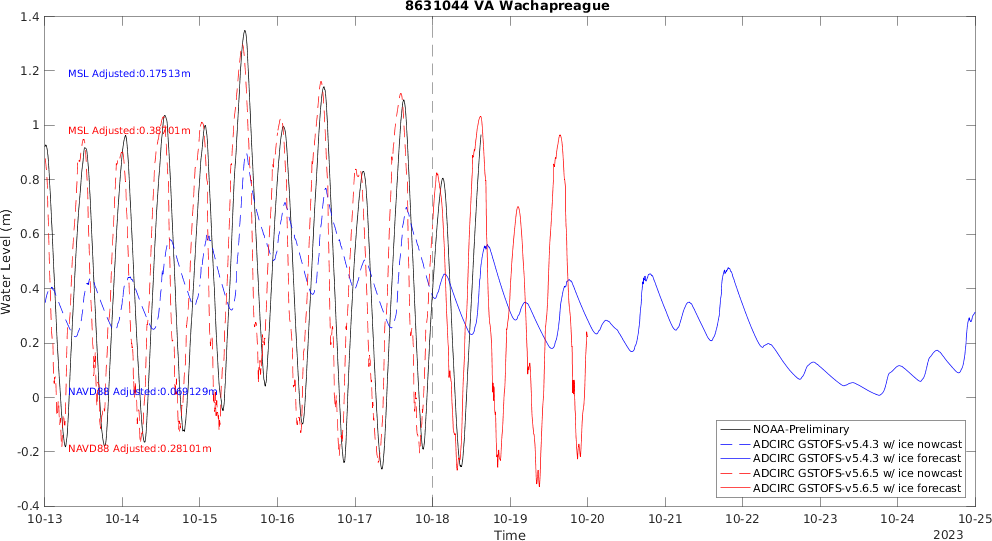 8631044 VA Wachapreague
1.4
1.2
1
0.8
0.6
0.4
0.2
0
-0.2
-0.4
Water Level (m)
MSL Adjusted:0.17513m
MSL Adjusted:0.38701m
NAVD88 Adjusted:0.069129m
NAVD88 Adjusted:0.28101m
NOAA-Preliminary
ADCIRC GSTOFS-v5.4.3 w/ ice nowcast
ADCIRC GSTOFS-v5.4.3 w/ ice forecast
ADCIRC GSTOFS-v5.6.5 w/ ice nowcast
ADCIRC GSTOFS-v5.6.5 w/ ice forecast
10-13 10-14 10-15 10-16 10-17 10-18 10-19 10-20 10-21 10-22 10-23 10-24 10-25
Time
2023